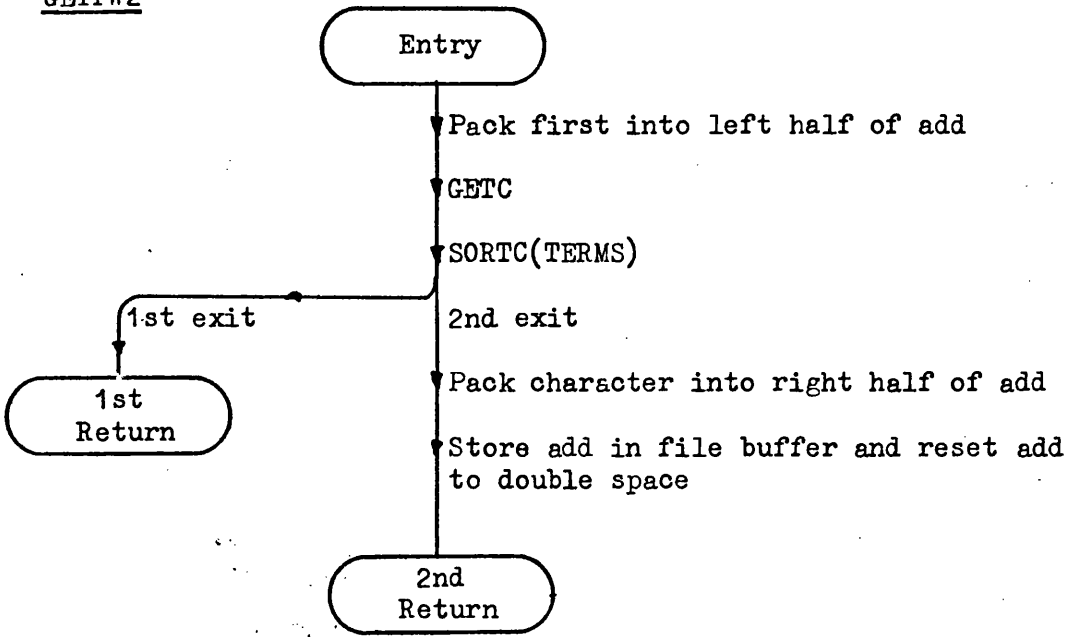 Entry
Pack first into left half of add
GETC
SORTC(TERMS)
1st exit
2nd exit
Pack character into right half of add
1st
Return
Store add in file buffer and reset add
to double space
2nd
Return